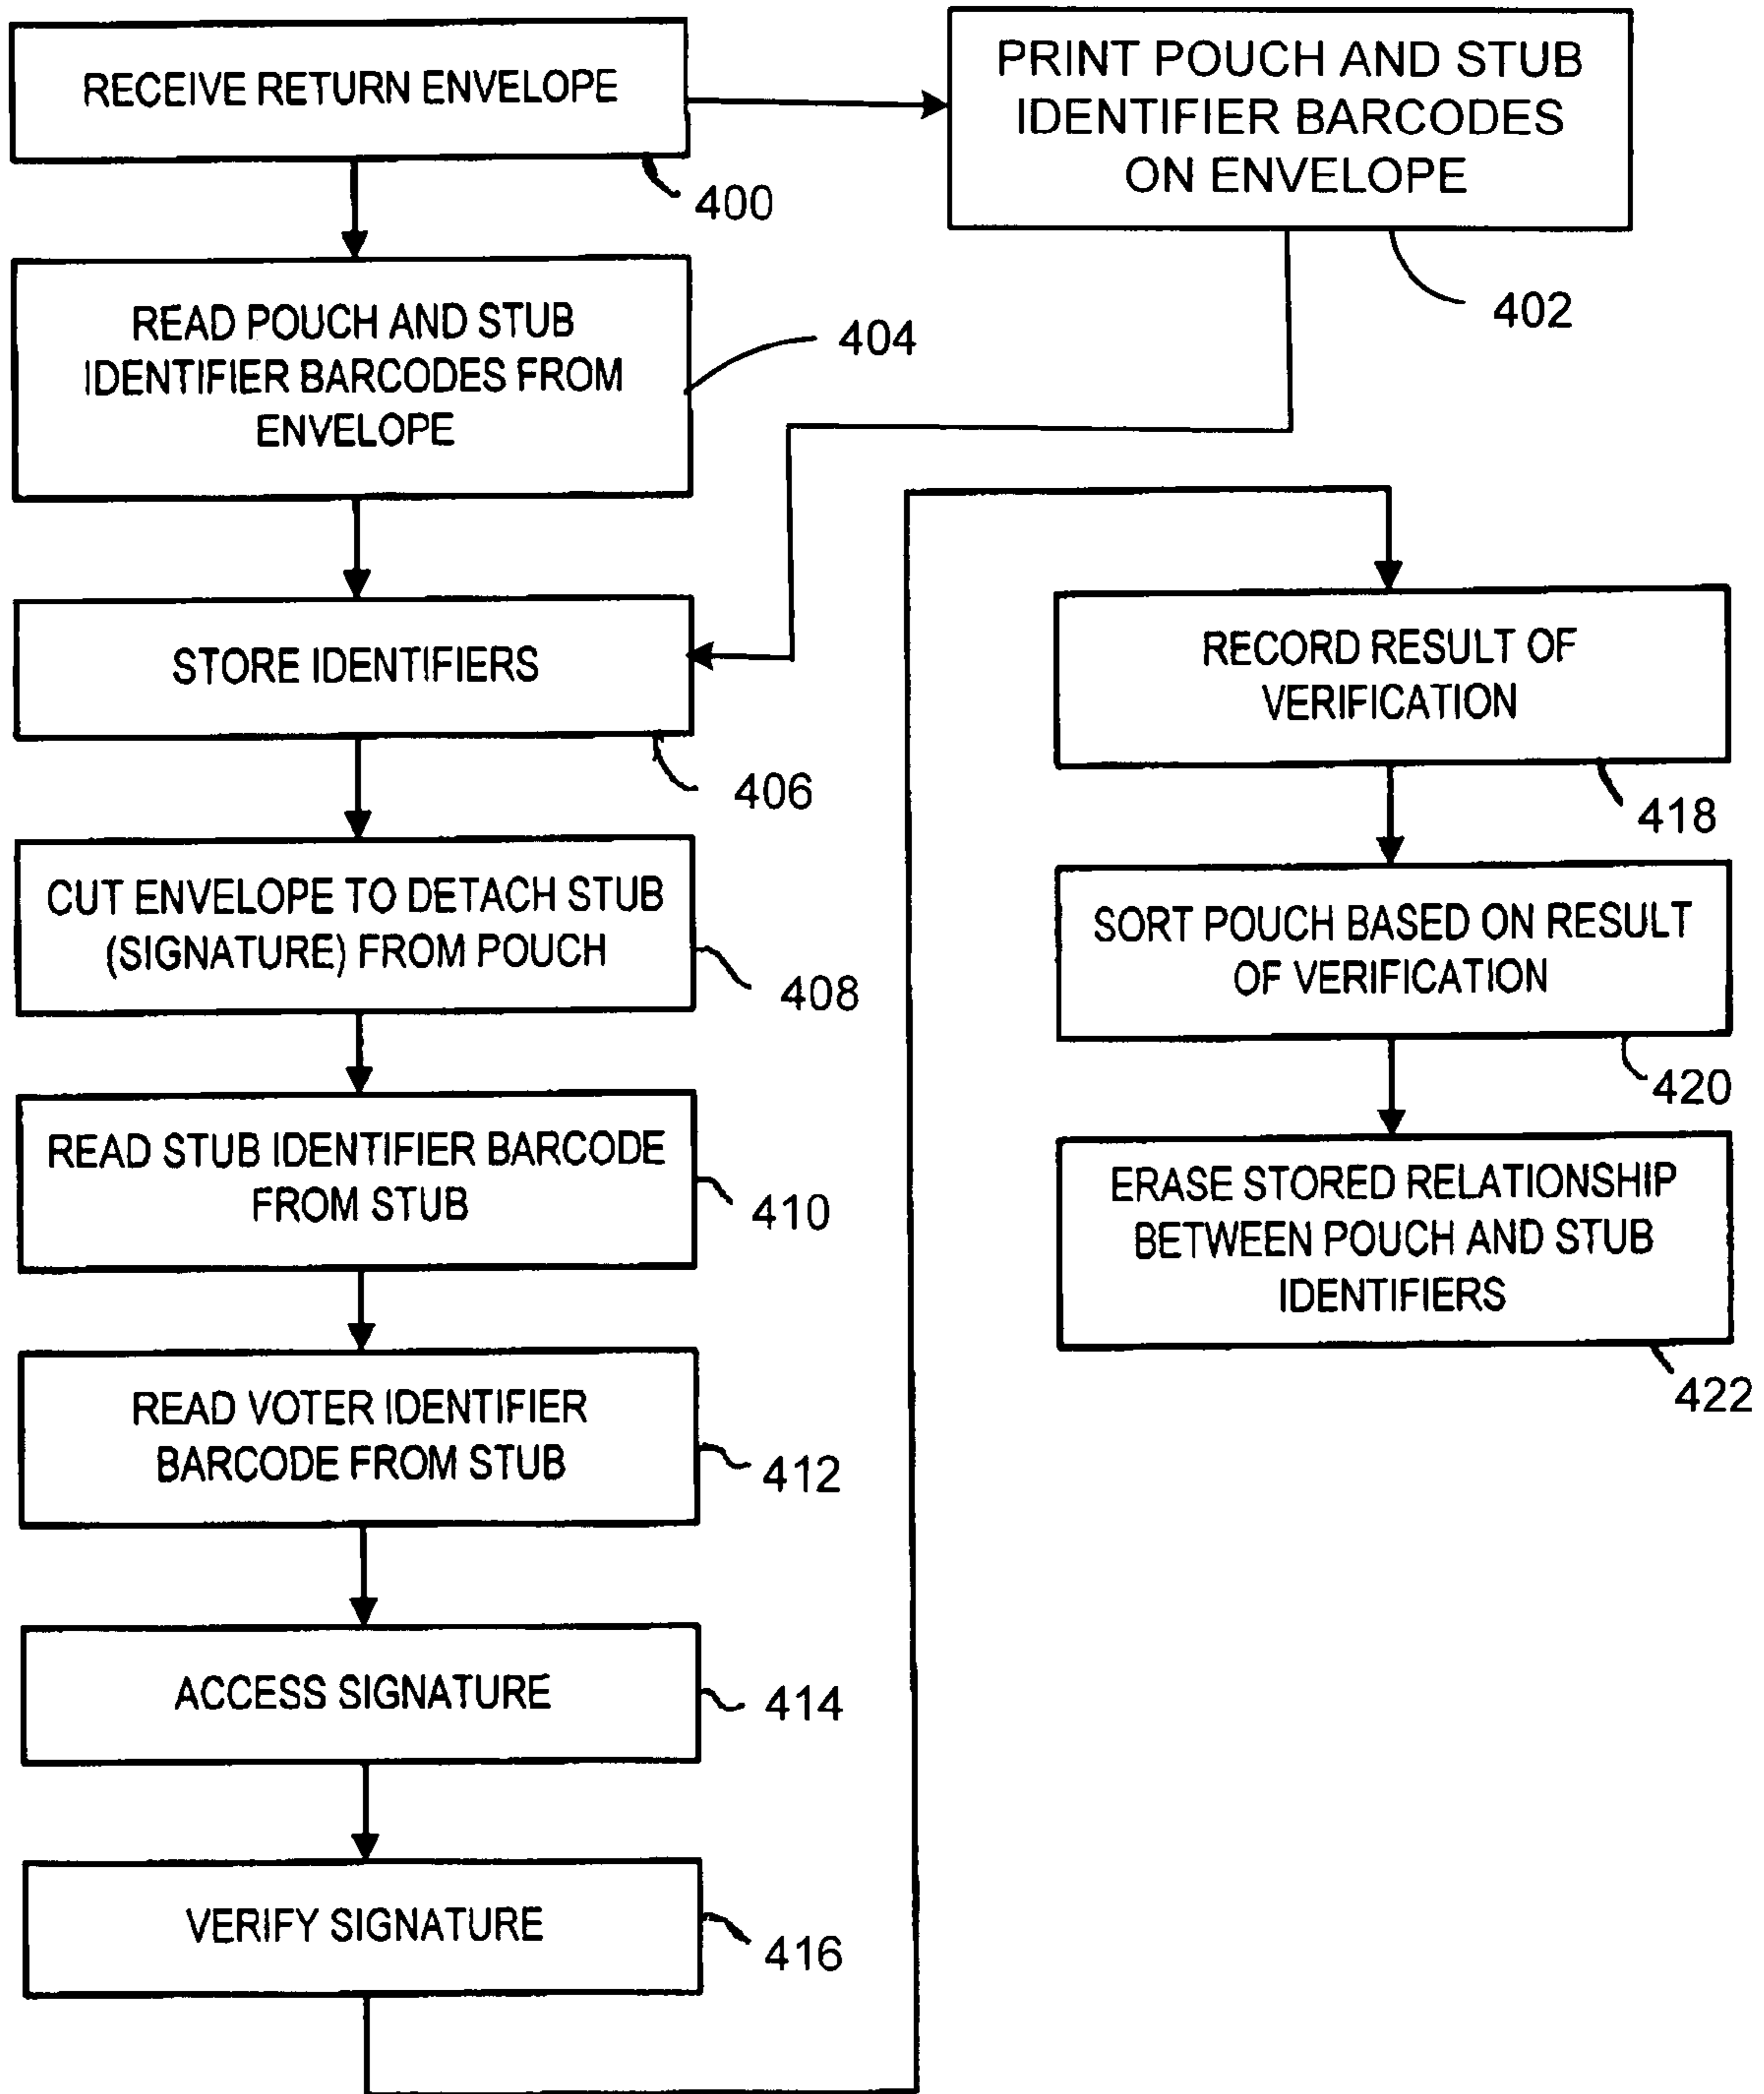 RECEIVE RETURN ENVELOPE
400
PRINT POUCH AND STUB
IDENTIFIER BARCODES
ON ENVELOPE
402
READ POUCH AND STUB
IDENTIFIER BARCODES FROM
ENVELOPE
404
STORE IDENTIFIERS
406
CUT ENVELOPE TO DETACH STUB
(SIGNATURE) FROM POUCH
408
READ STUB IDENTIFIER BARCODE
FROM STUB
410
READ VOTER IDENTIFIER
BARCODE FROM STUB
412
ACCESS SIGNATURE
414
VERIFY SIGNATURE
416
RECORD RESULT OF
VERIFICATION
418
SORT POUCH BASED ON RESULT
OF VERIFICATION
420
ERASE STORED RELATIONSHIP
BETWEEN POUCH AND STUB
IDENTIFIERS
422